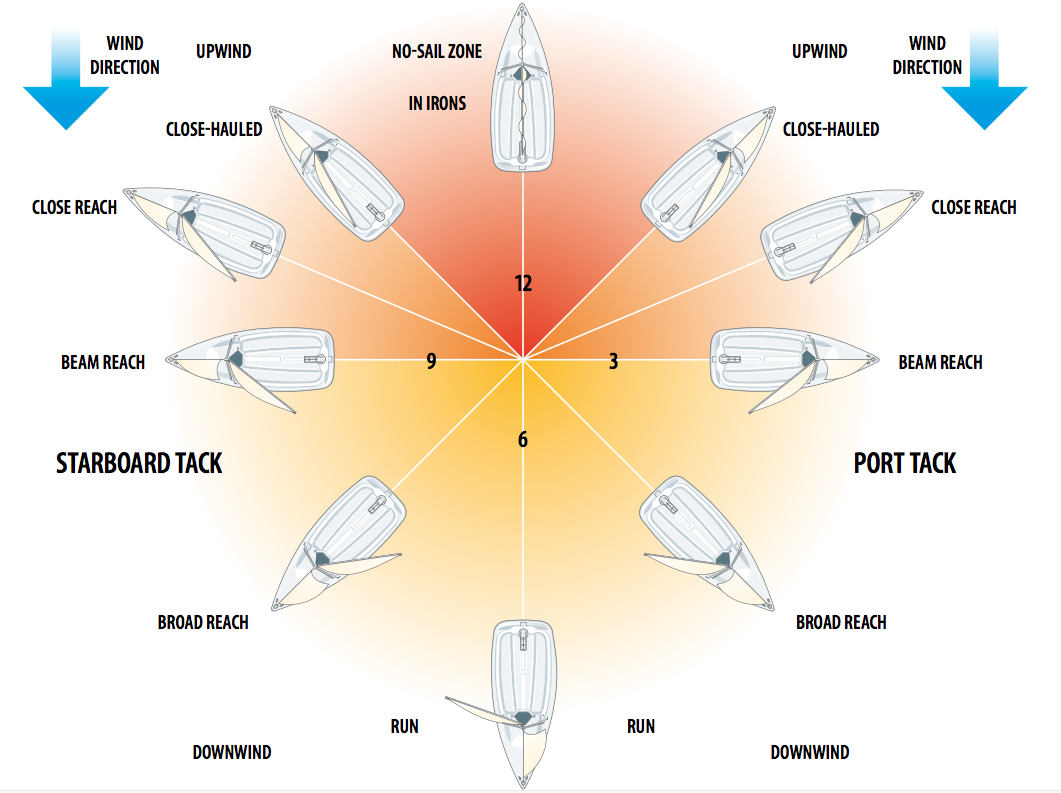 WIND
DIRECTION
UPWIND
NO-SAIL ZONE
UPWIND
WIND
DIRECTION
IN IRONS
CLOSE-HAULED
CLOSE-HAULED
CLOSE REACH
CLOSE REACH
12
BEAM REACH
9
3
BEAM REACH
6
STARBOARD TACK
PORT TACK
BROAD REACH
BROAD REACH
RUN
RUN
DOWNWIND
DOWNWIND